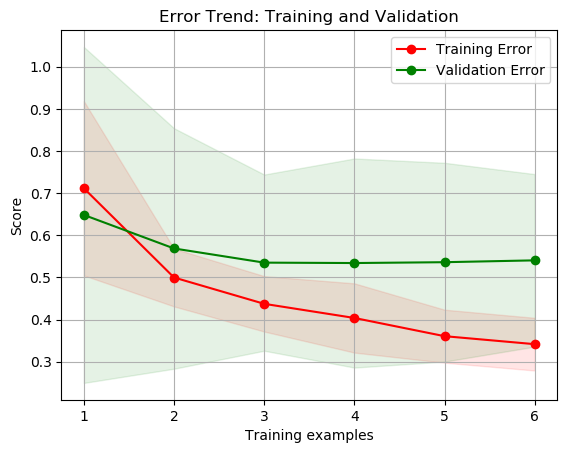 Error Trend: Training and Validation
Training Error
Validation Error
Score
1.0
0.9
0.8
0.7
0.6
0.5
0.4
0.3
1 2 3 4 5 6
Training examples